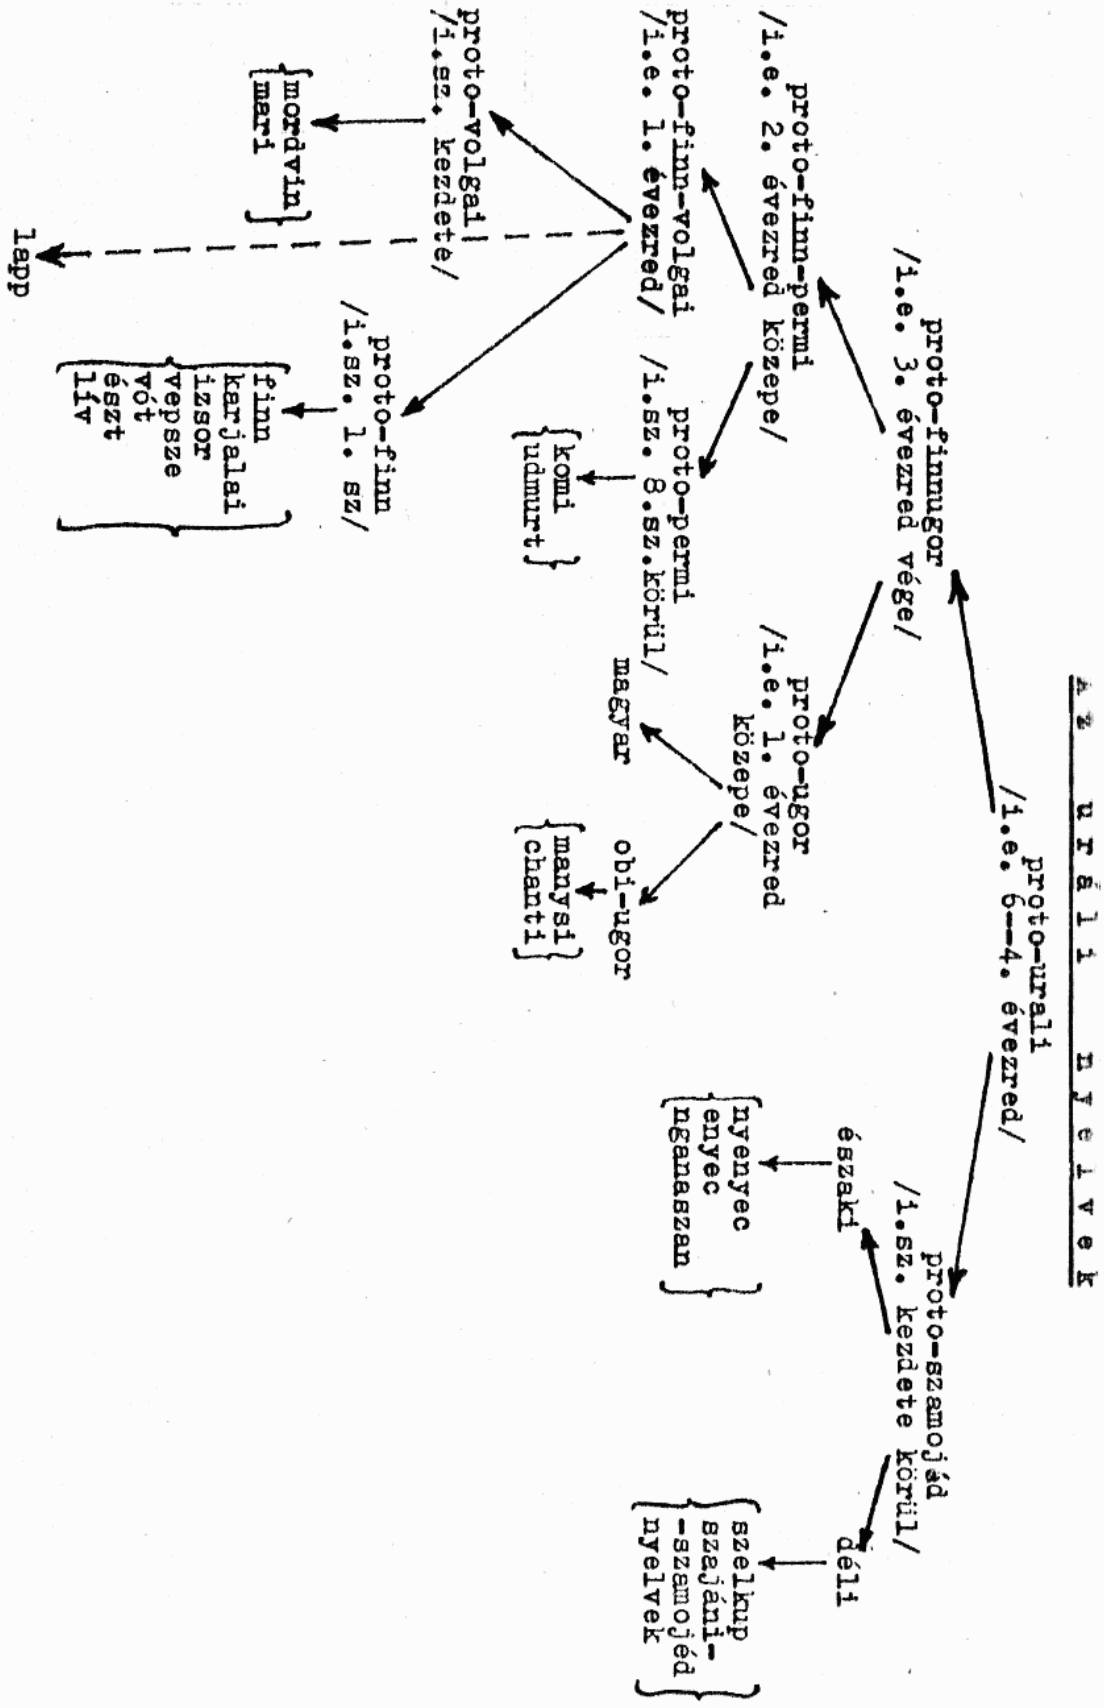 Az uráli nyelvek
proto-urali
/i.e. 6--4. évezred/
proto-finnugor
/i.e. 3. évezred vége/
proto-szamojéd
/i.sz. kezdete körül/
proto-finn-permi
/i.e. 2. évezred közepe/
proto-ugor
/i.e. 1. évezred
közepe/
északi
déli
nyenyec
enyec
nganaszan
szelkup
szajáni-
-szamojéd
nyelvek
proto-finn-volgai
/i.e. 1. évezred/
proto-permi
/i.sz. 8.sz.körül/
magyar
obi-ugor
komi
udmurt
manysi
chanti
proto-volgai
/i.sz. kezdete/
proto-finn
/i.sz. 1. sz/
mordvin
mari
finn
karjalai
izsor
vepsze
vót
észt
lív
lapp